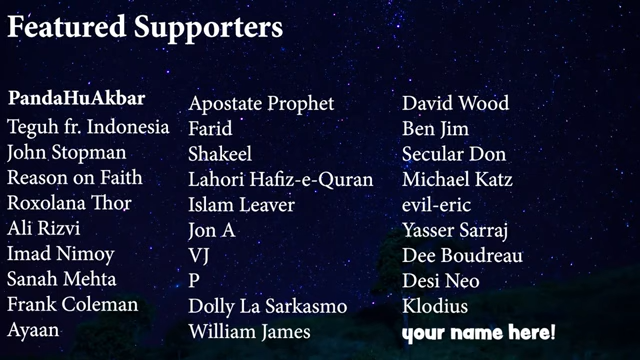 Featured Supporters
PandaHuAkbar
Teguh fr. Indonesia
John Stopman
Reason on Faith
Roxolana Thor
Ali Rizvi
Imad Nimoy
Sanah Mehta
Frank Coleman
Ayaan
Apostate Prophet
Farid
Shakeel
Lahori Hafiz-e-Quran
Islam Leaver
Jon A
VJ
P
Dolly La Sarkasmo
William James
David Wood
Ben Jim
Secular Don
Michael Katz
evil-eric
Yasser Sarraj
Dee Boudreau
Desi Neo
Klodius
your name here!